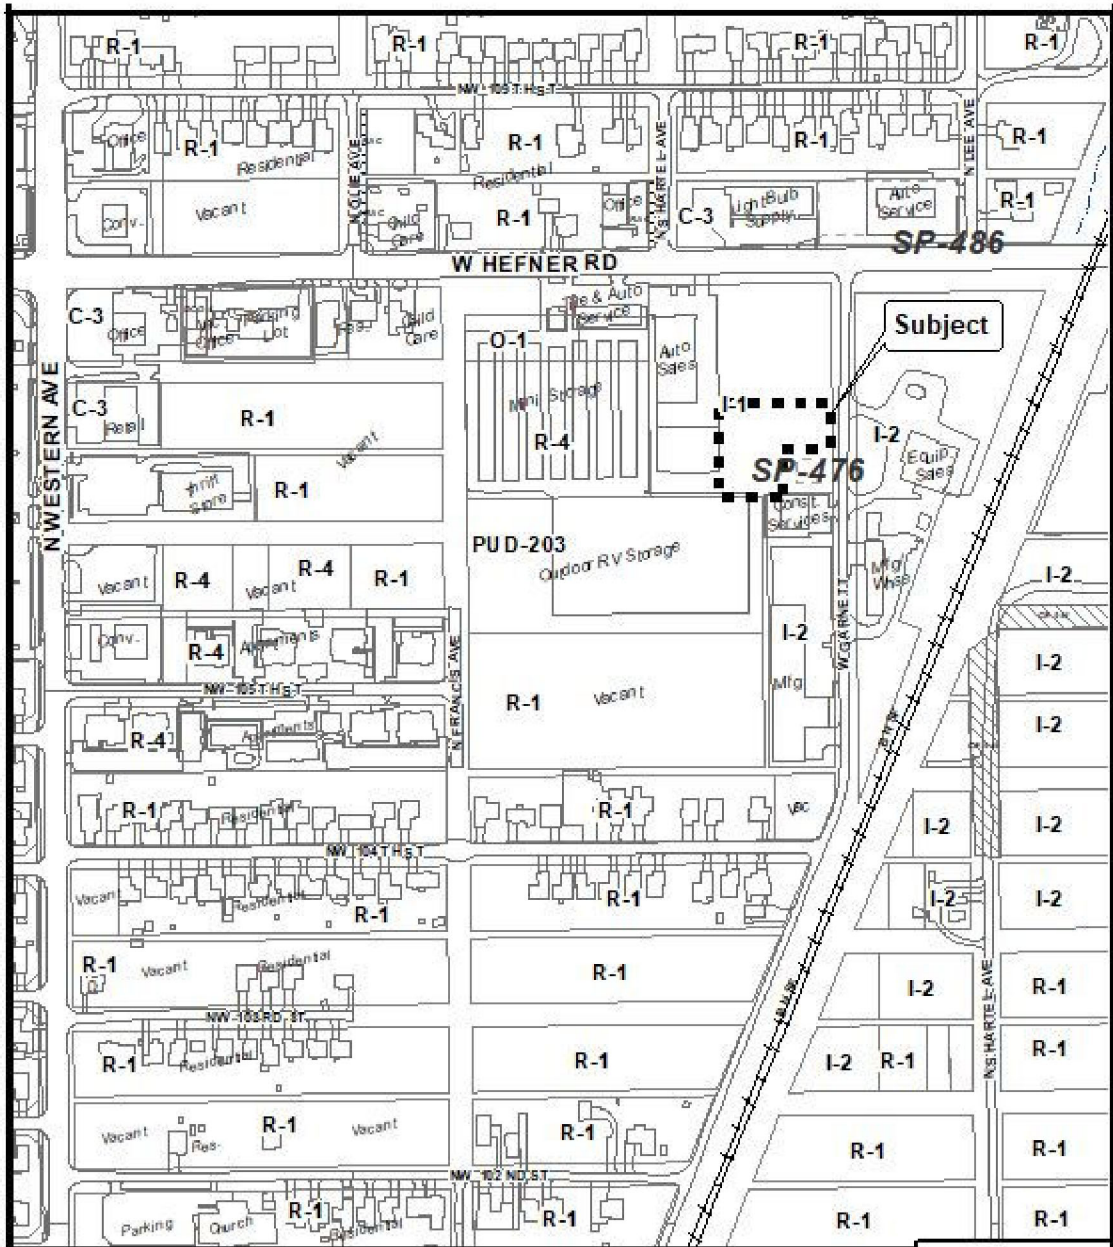 R-1
R-1
R-1
R-1
NW 109TH ST
Office
R-1
Residential
N OLIE AVE
R-1
Residential
N SHARTEL AVE
R-1
N LEE AVE
R-1
Conv.
Vacant
Child
Care
R-1
Office
C-3
Light Bulb
Supply
Auto
Service
R-1
SP-486
W HEFNER RD
C-3
Office
Office
Parking
Lot
Res.
Child
Care
Tire & Auto
Service
O-1
Auto
Sales
Subject
N WESTERN AVE
C-3
Retail
R-1
Vacant
Mini Storage
R-4
I-1
I-2
Equip.
Sales
SP-476
Thrift
Store
R-1
Const.
Services
PUD-203
Outdoor RV Storage
Mfg/
Whse
Vacant
R-4
Vacant
R-4
R-1
I-2
Conv.
R-4
Apartments
N FRANCIS AVE
I-2
W GARNETT
I-2
NW 105TH ST
R-1
Vacant
Mfg
R-4
Apartments
I-2
R-1
Residential
R-1
Vac
I-2
I-2
NW 104TH ST
Vacant
Residential
R-1
R-1
I-2
I-2
R-1
Vacant
Residential
R-1
I-2
N SHARTEL AVE
R-1
NW 103RD ST
R-1
Residential
R-1
I-2
R-1
R-1
Vacant
Res.
R-1
Vacant
R-1
R-1
R-1
NW 102ND ST
Parking
Church
R-1
Residential
R-1
R-1
R-1